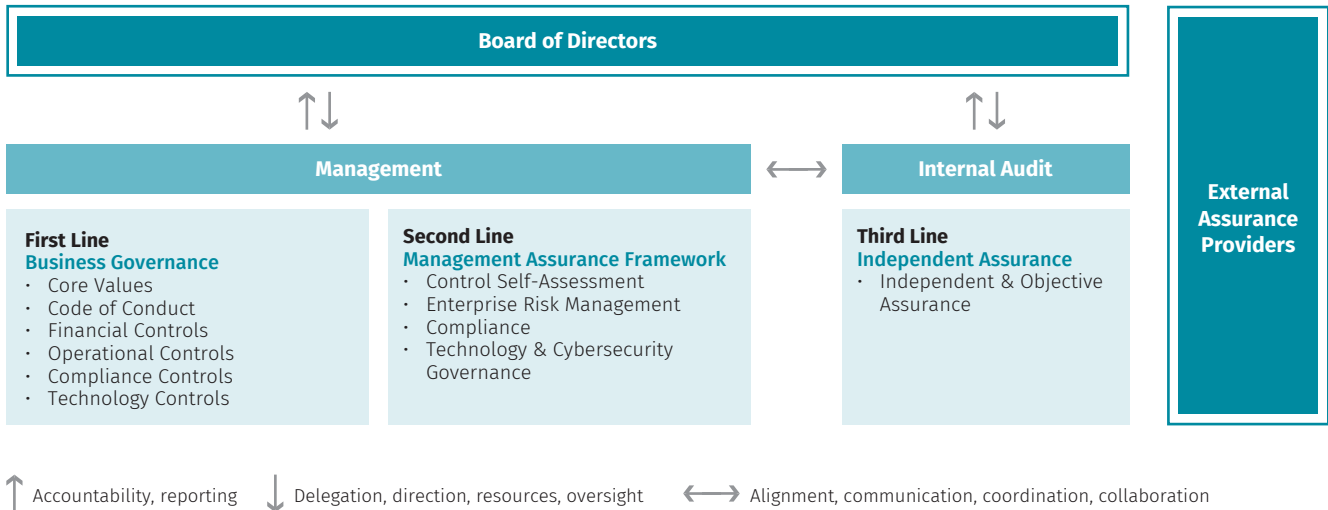 Board of Directors
Management
Internal Audit
External
Assurance
Providers
First Line
Business Governance
· Core Values
· Code of Conduct
· Financial Controls
· Operational Controls
· Compliance Controls
· Technology Controls
Second Line
Management Assurance Framework
· Control Self-Assessment
· Enterprise Risk Management
· Compliance
· Technology & Cybersecurity
Governance
Third Line
Independent Assurance
· Independent & Objective
Assurance
Accountability, reporting
Delegation, direction, resources, oversight
Alignment, communication, coordination, collaboration